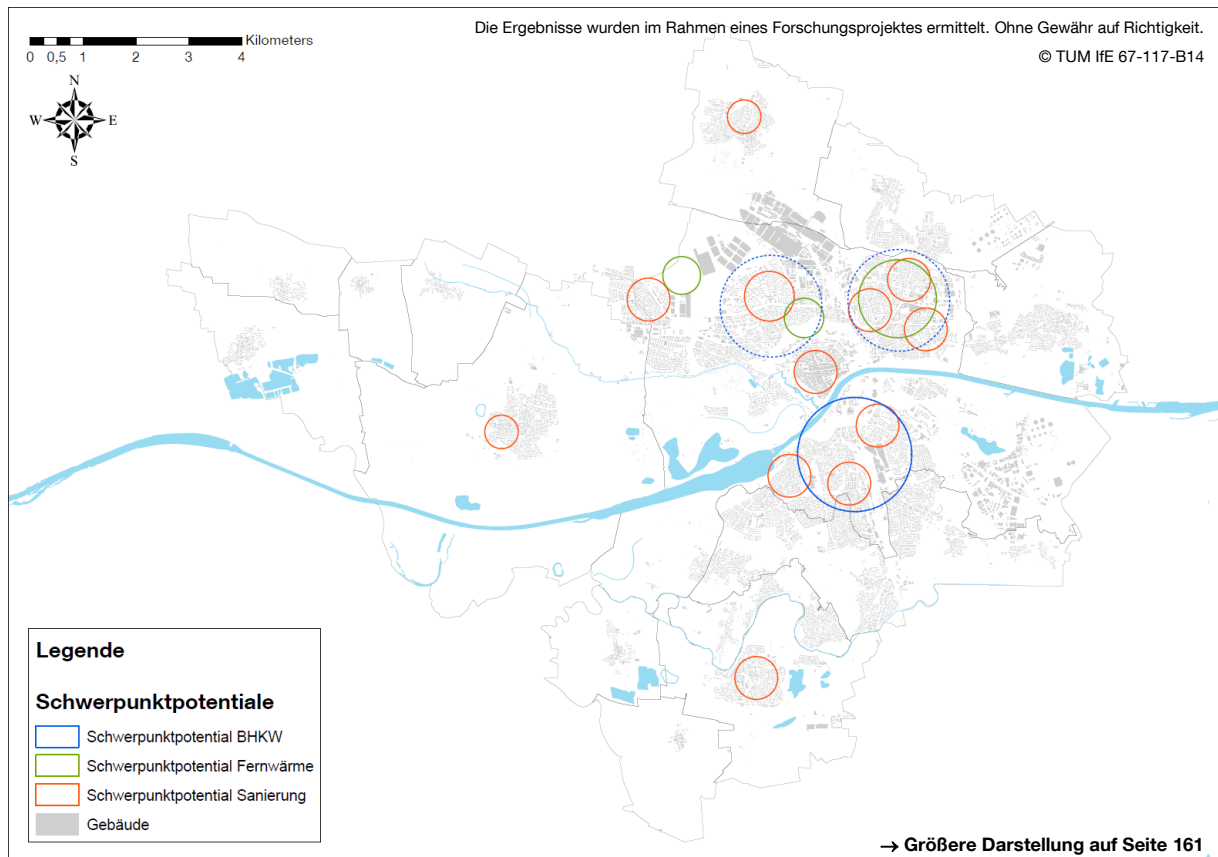 Die Ergebnisse wurden im Rahmen eines Forschungsprojektes ermittelt. Ohne Gewähr auf Richtigkeit.
© TUM IfE 67-117-B14
Kilometers
0 0,5 1 2 3 4
N
W E
S
Legende
Schwerpunktpotentiale
Schwerpunktpotential BHKW
Schwerpunktpotential Fernwärme
Schwerpunktpotential Sanierung
Gebäude
→ Größere Darstellung auf Seite 161